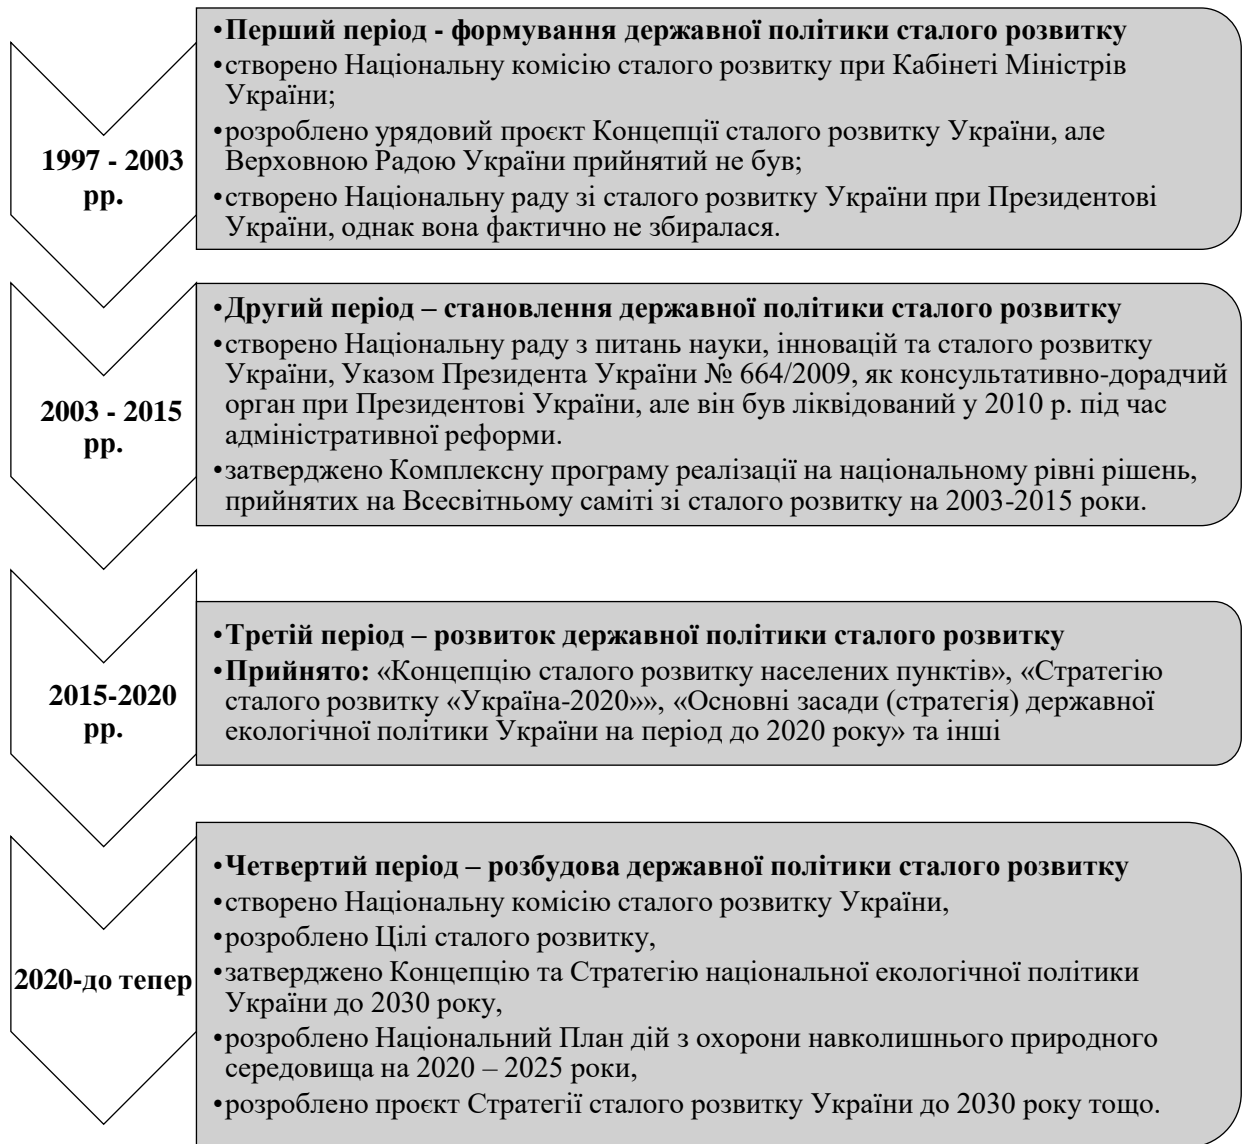 1997 - 2003
рр.
•Перший період - формування державної політики сталого розвитку
•створено Національну комісію сталого розвитку при Кабінеті Міністрів
України;
•розроблено урядовий проєкт Концепції сталого розвитку України, але
Верховною Радою України прийнятий не був;
•створено Національну раду зі сталого розвитку України при Президентові
України, однак вона фактично не збиралася.
2003 - 2015
рр.
•Другий період – становлення державної політики сталого розвитку
•створено Національну раду з питань науки, інновацій та сталого розвитку
України, Указом Президента України № 664/2009, як консультативно-дорадчий
орган при Президентові України, але він був ліквідований у 2010 р. під час
адміністративної реформи.
•затверджено Комплексну програму реалізації на національному рівні рішень,
прийнятих на Всесвітньому саміті зі сталого розвитку на 2003-2015 роки.
2015-2020
рр.
•Третій період – розвиток державної політики сталого розвитку
•Прийнято: «Концепцію сталого розвитку населених пунктів», «Стратегію
сталого розвитку «Україна-2020»», «Основні засади (стратегія) державної
екологічної політики України на період до 2020 року» та інші
2020-до тепер
•Четвертий період – розбудова державної політики сталого розвитку
•створено Національну комісію сталого розвитку України,
•розроблено Цілі сталого розвитку,
•затверджено Концепцію та Стратегію національної екологічної політики
України до 2030 року,
•розроблено Національний План дій з охорони навколишнього природного
середовища на 2020 – 2025 роки,
•розроблено проєкт Стратегії сталого розвитку України до 2030 року тощо.